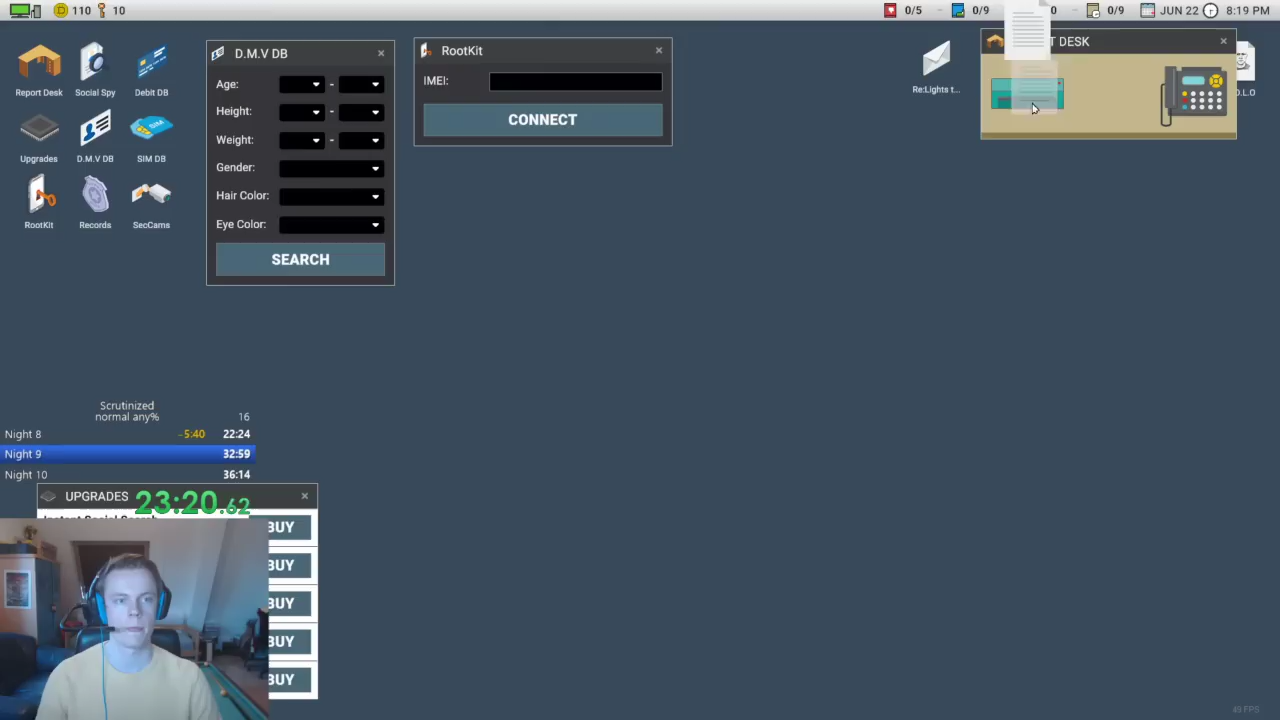 110
10
0/5
-
0/9
-
0/9
JUN 22
8:19 PM
Report Desk
Social Spy
Debit DB
Upgrades
D.M.V DB
SIM DB
RootKit
Records
SecCams
D.M.V DB
Age:
-
Height:
-
Weight:
-
Gender:
Hair Color:
Eye Color:
SEARCH
RootKit
IMEI:
CONNECT
Re:Lights t...
DESK
Scrutinized
normal any%
16
Night 8 -5:40 22:24
Night 9 32:59
Night 10 36:14
UPGRADES
23:20.62
BUY
BUY
BUY
BUY
BUY
49 FPS